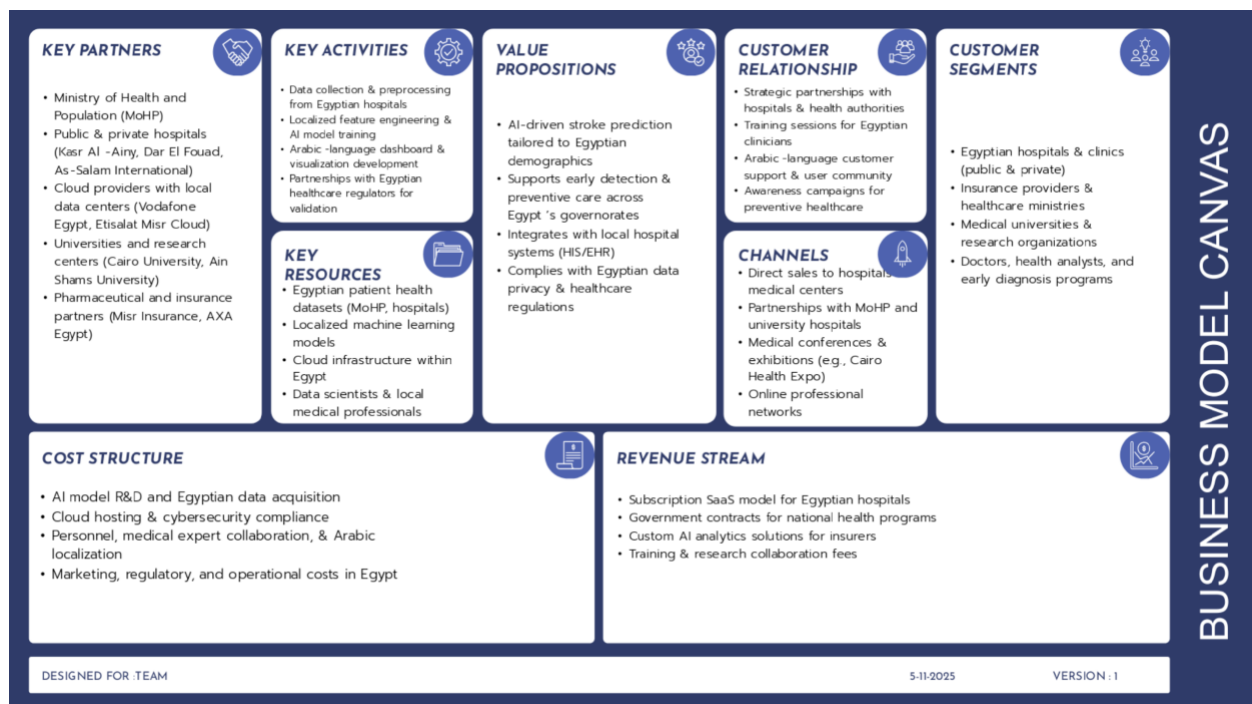 KEY PARTNERS
• Ministry of Health and
Population (MoHP)
• Public & private hospitals
(Kasr Al -Ainy, Dar El Fouad,
As-Salam International)
• Cloud providers with local
data centers (Vodafone
Egypt, Etisalat Misr Cloud)
• Universities and research
centers (Cairo University, Ain
Shams University)
• Pharmaceutical and insurance
partners (Misr Insurance, AXA
Egypt)
KEY ACTIVITIES
• Data collection & preprocessing
from Egyptian hospitals
• Localized feature engineering &
AI model training
• Arabic -language dashboard &
visualization development
• Partnerships with Egyptian
healthcare regulators for
validation
KEY
RESOURCES
• Egyptian patient health
datasets (MoHP, hospitals)
• Localized machine learning
models
• Cloud infrastructure within
Egypt
• Data scientists & local
medical professionals
VALUE
PROPOSITIONS
• AI-driven stroke prediction
tailored to Egyptian
demographics
• Supports early detection &
preventive care across
Egypt 's governorates
• Integrates with local hospital
systems (HIS/EHR)
• Complies with Egyptian data
privacy & healthcare
regulations
CUSTOMER
RELATIONSHIP
• Strategic partnerships with
hospitals & health authorities
• Training sessions for Egyptian
clinicians
• Arabic -language customer
support & user community
• Awareness campaigns for
preventive healthcare
CHANNELS
• Direct sales to hospitals
medical centers
• Partnerships with MoHP and
university hospitals
• Medical conferences &
exhibitions (e.g., Cairo
Health Expo)
• Online professional
networks
CUSTOMER
SEGMENTS
• Egyptian hospitals & clinics
(public & private)
• Insurance providers &
healthcare ministries
• Medical universities &
research organizations
• Doctors, health analysts, and
early diagnosis programs
COST STRUCTURE
• AI model R&D and Egyptian data acquisition
• Cloud hosting & cybersecurity compliance
• Personnel, medical expert collaboration, & Arabic
localization
• Marketing, regulatory, and operational costs in Egypt
REVENUE STREAM
• Subscription SaaS model for Egyptian hospitals
• Government contracts for national health programs
• Custom AI analytics solutions for insurers
• Training & research collaboration fees
DESIGNED FOR :TEAM
5-11-2025
VERSION : 1
BUSINESS MODEL CANVAS